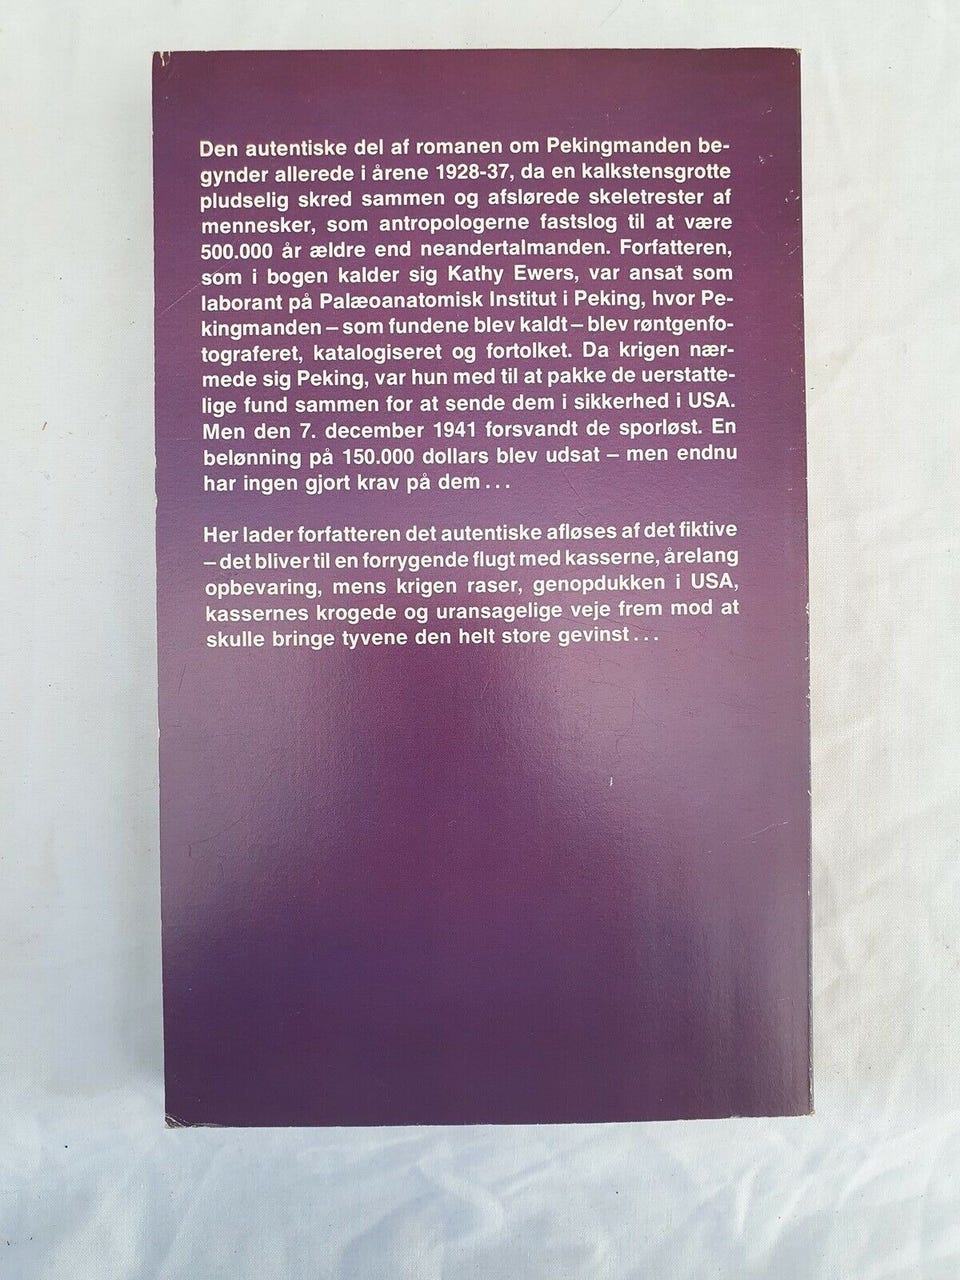 Den autentiske del af romanen om Pekingmanden be-
gynder allerede i årene 1928-37, da en kalkstensgrotte
pludselig skred sammen og afslørede skeletrester af
mennesker, som antropologerne fastslog til at være
500.000 år ældre end neandertalmanden. Forfatteren,
som i bogen kalder sig Kathy Ewers, var ansat som
laborant på Palæoanatomisk Institut i Peking, hvor Pe-
kingmanden – som fundene blev kaldt – blev røntgenfo-
tograferet, katalogiseret og fortolket. Da krigen nær-
mede sig Peking, var hun med til at pakke de uerstatte-
lige fund sammen for at sende dem i sikkerhed i USA.
Men den 7. december 1941 forsvandt de sporløst. En
belønning på 150.000 dollars blev udsat – men endnu
har ingen gjort krav på dem...
Her lader forfatteren det autentiske afløses af det fiktive
– det bliver til en forrygende flugt med kasserne, årelang
opbevaring, mens krigen raser, genopdukken i USA,
kassernes krogede og uransagelige veje frem mod at
skulle bringe tyvene den helt store gevinst...